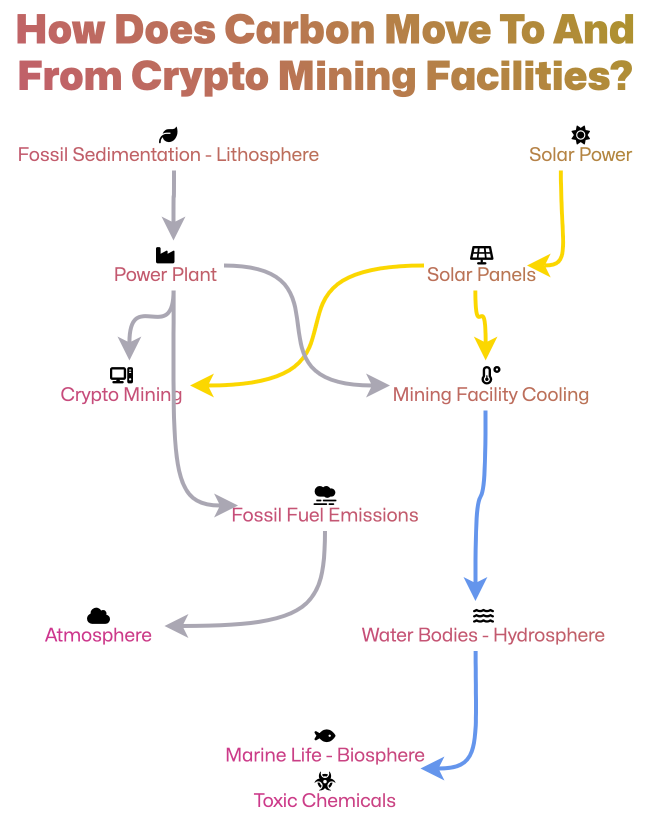 How Does Carbon Move To And
From Crypto Mining Facilities?
Fossil Sedimentation - Lithosphere
Solar Power
Power Plant
Solar Panels
Crypto Mining
Mining Facility Cooling
Fossil Fuel Emissions
Atmosphere
Water Bodies - Hydrosphere
Marine Life - Biosphere
Toxic Chemicals